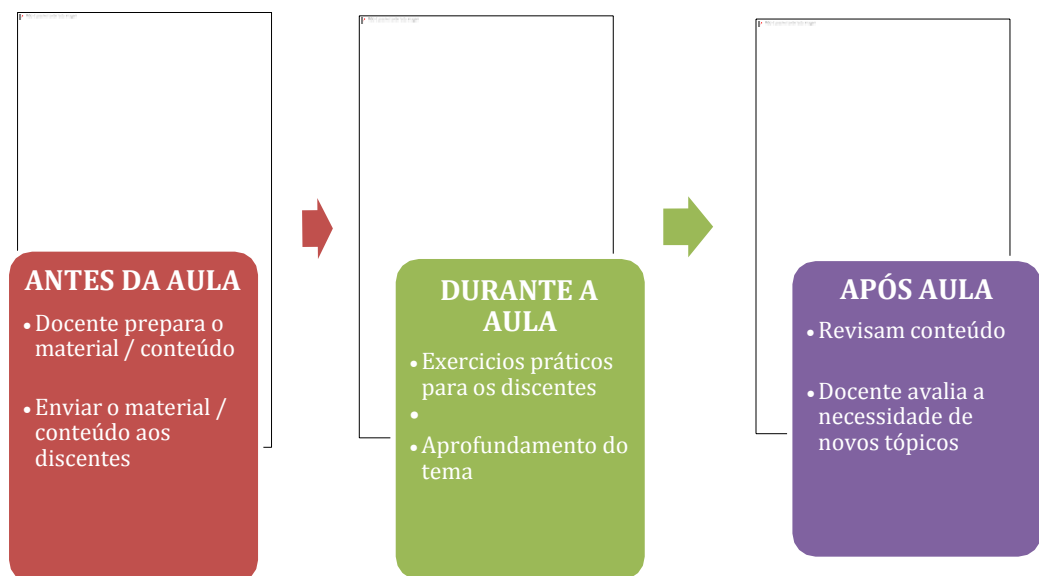 ANTES DA AULA
• Docente prepara o
material / conteúdo
• Enviar o material /
conteúdo aos
discentes
DURANTE A
AULA
• Exercicios práticos
para os discentes
•
• Aprofundamento do
tema
APÓS AULA
• Revisam conteúdo
• Docente avalia a
necessidade de
novos tópicos